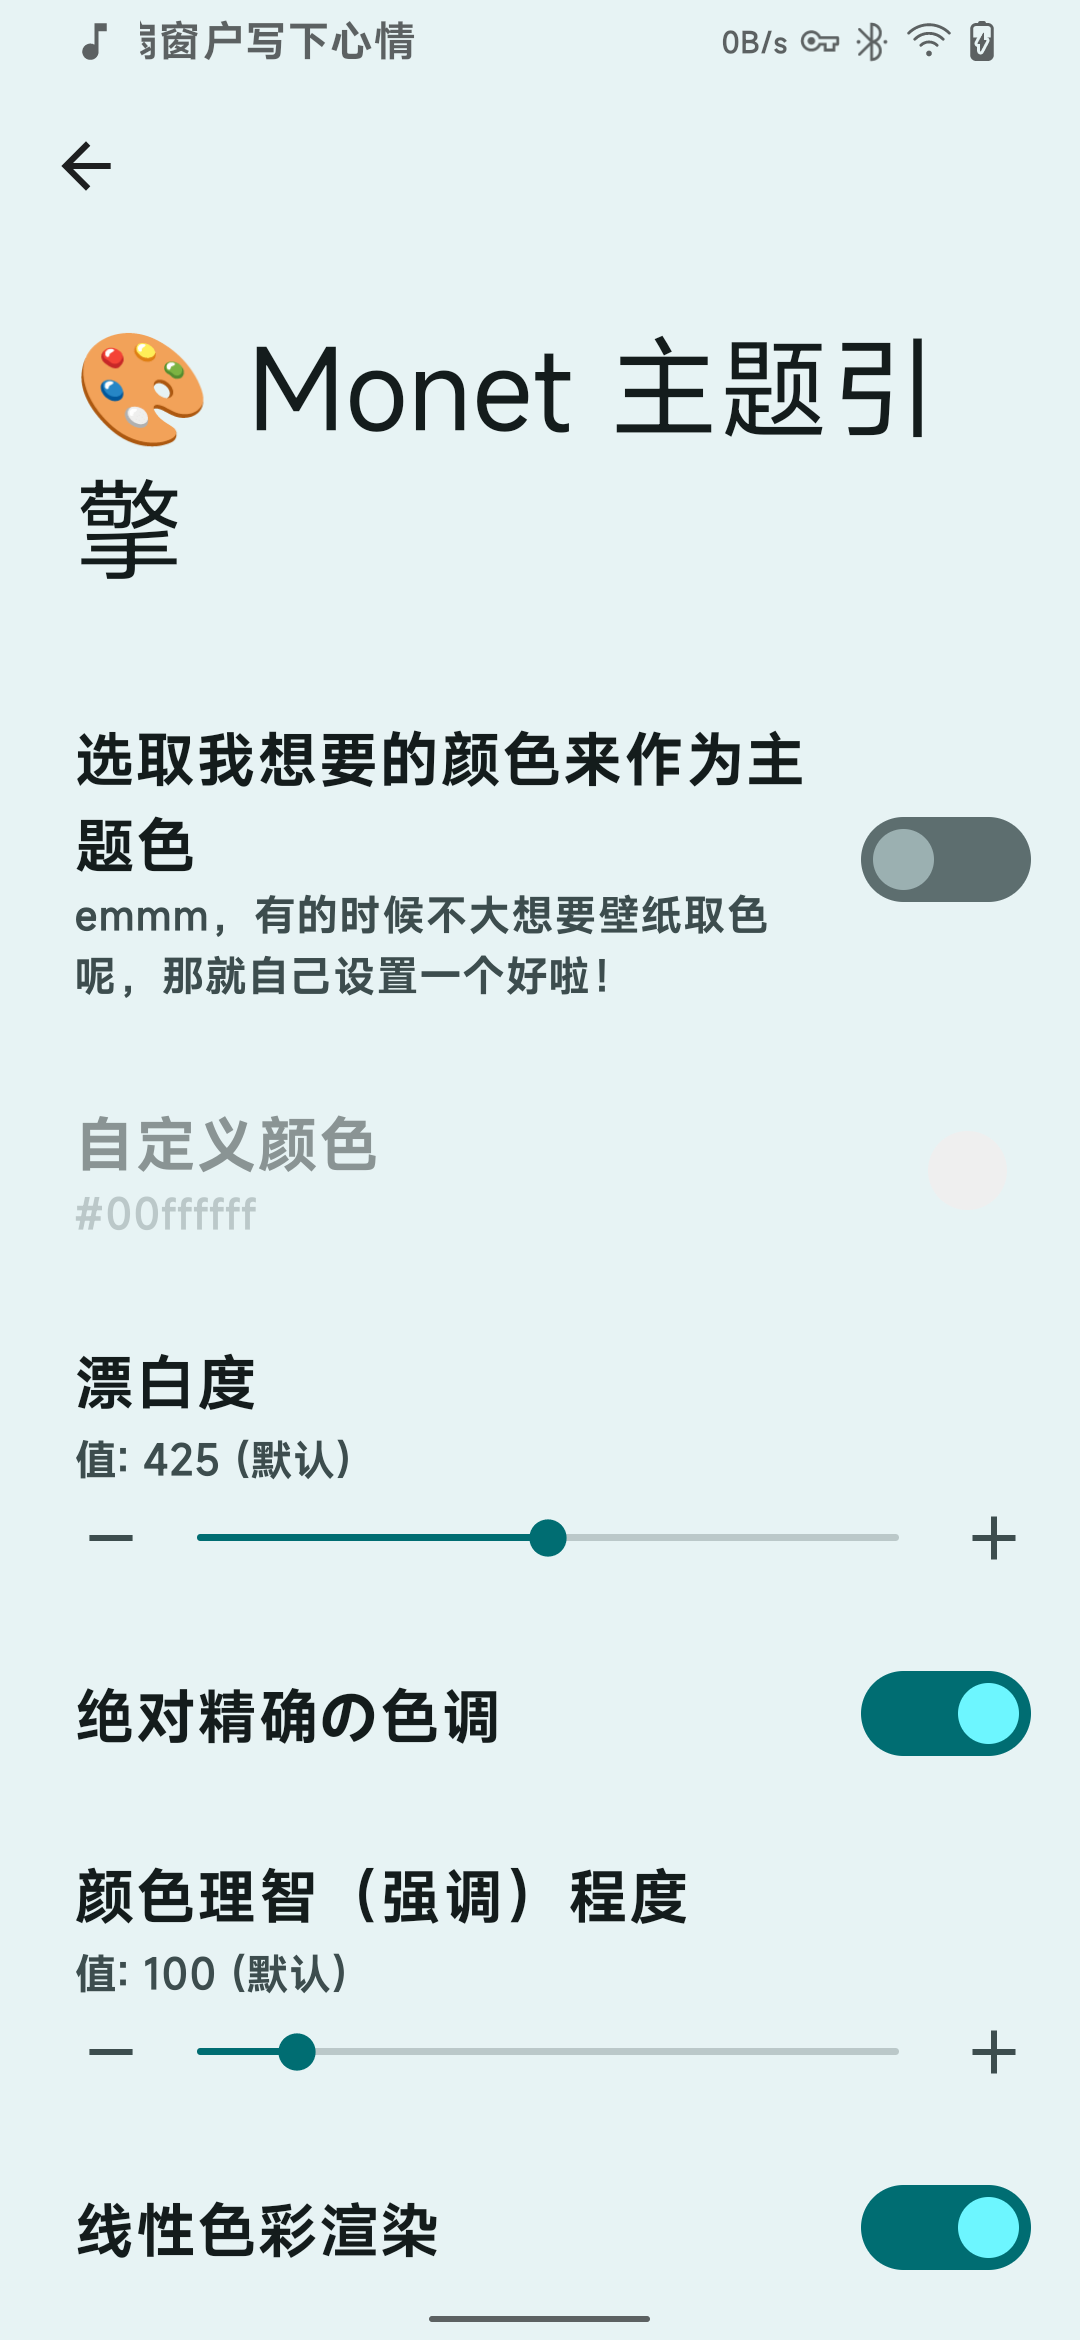 窗户写下心情
0B/s
Monet 主题引
擎
选取我想要的颜色来作为主
题色
emmm，有的时候不大想要壁纸取色
呢，那就自己设置一个好啦！
自定义颜色
#00ffffff
漂白度
值: 425 (默认)
绝对精确の色调
颜色理智（强调）程度
值: 100 (默认)
线性色彩渲染